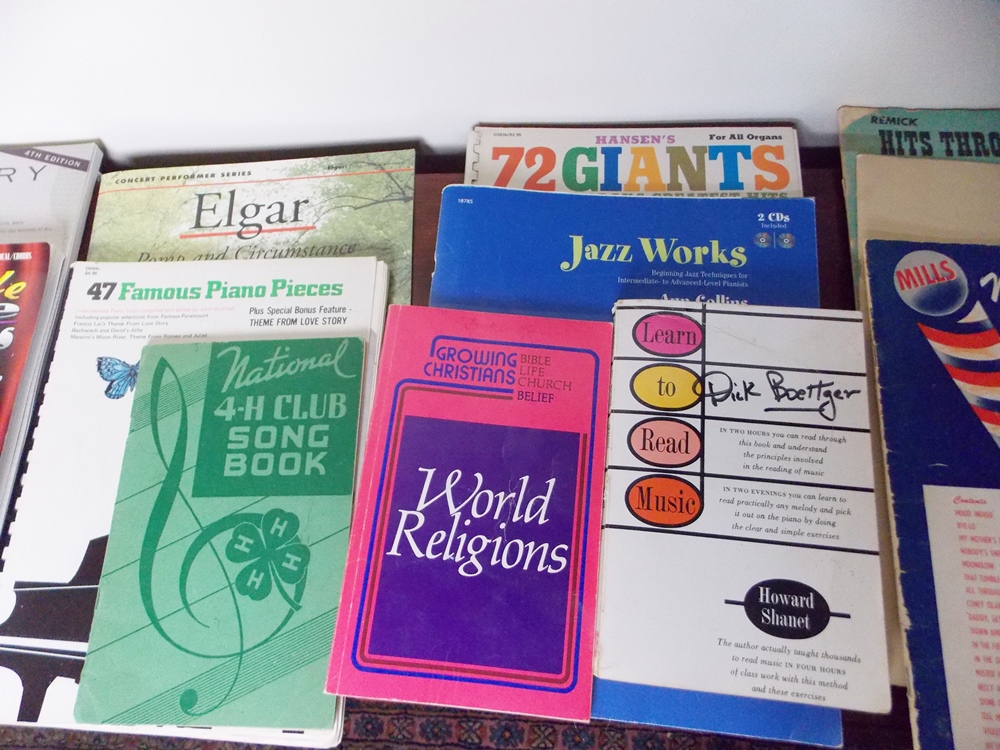 4TH EDITION
RY
CONCERT PERFORMER SERIES
Elgar
Pomp and Circumstance
HANSEN'S
For All Organs
72 GIANTS
REMICK
HITS THRO
2 CDs
Included
Jazz Works
Beginning Jazz Techniques for
Intermediate- to Advanced-Level Pianists
Ann Collins
MILLS
47 Famous Piano Pieces
Plus Special Bonus Feature -
THEME FROM LOVE STORY
National
4-H CLUB
SONG
BOOK
H
H
H
H
GROWING
CHRISTIANS
BIBLE
LIFE
CHURCH
BELIEF
World
Religions
Learn
to
Read
Music
Dick Boettger
IN TWO HOURS you can read through
this book and understand
the principles involved
in the reading of music
IN TWO EVENINGS you can learn to
read practically any melody and pick
it out on the piano by doing
the clear and simple exercises
Howard
Shanet
The author actually taught thousands
to read music IN FOUR HOURS
of class work with this method
and these exercises
Contents